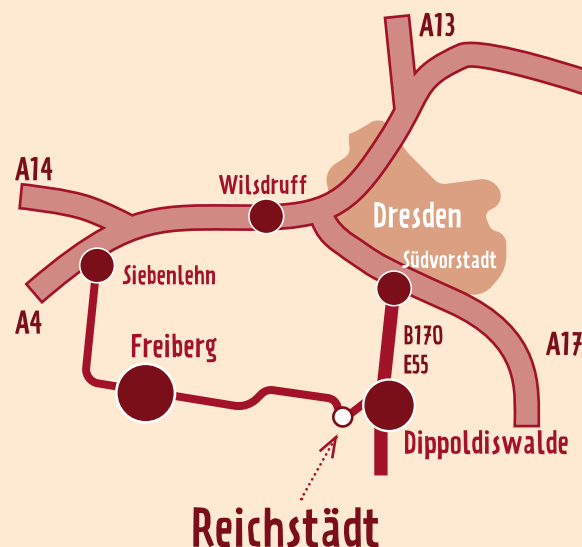 A13
A14
Wilsdruff
Dresden
Südvorstadt
Siebenlehn
A4
B170
E55
A17
Freiberg
Dippoldiswalde
Reichstädt